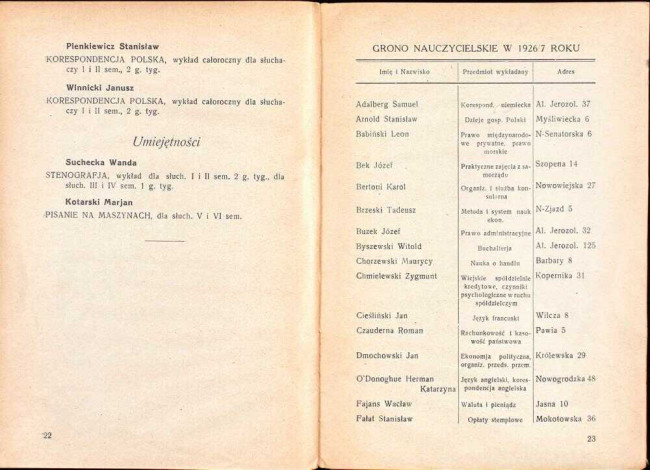 Pienkiewicz Stanisław
KORESPONDENCJA POLSKA, wykład całoroczny dla słucha-
czy I i II sem., 2 g. tyg.
Winnicki Janusz
KORESPONDENCJA POLSKA, wykład całoroczny dla słucha-
czy I i II sem., 2 g. tyg.
Umiejętności
Suchecka Wanda
STENOGRAFJA, wykład dla słuch. I i II sem. 2 g. tyg., dla
słuch. III i IV sem. 1 g. tyg.
Kotarski Marjan
PISANIE NA MASZYNACH, dla słuch. V i VI sem.
22
GRONO NAUCZYCIELSKIE W 1926/7 ROKU
Imię i Nazwisko Przedmiot wykładany Adres
Adalberg Samuel Korespond. niemiecka Al. Jerozol. 37
Arnold Stanisław Dzieje gosp. Polski Myśliwiecka 6
Babiński Leon Prawo międzynarodo- N-Senatorska 6
we prywatne, prawo
morskie
Bek Józef Praktyczne zajęcia z sa- Szopena 14
morządu
Bertoni Karol Organiz. i służba kon- Nowowiejska 27
sularna
Brzeski Tadeusz Metoda i system nauk N-Zjazd 5
ekon.
Buzek Józef Prawo administracyjne Al. Jerozol. 32
Byszewski Witold Buchalterja Al. Jerozol. 125
Chorzewski Maurycy Nauka o handlu Barbary 8
Chmielewski Zygmunt Wiejskie spółdzielnie Kopernika 31
kredytowe, czynniki
psychologiczne w ruchu
spółdzielczym
Cieśliński Jan Język francuski Wilcza 8
Czauderna Roman Rachunkowość i kaso- Pawia 5
wość państwowa
Dmochowski Jan Ekonomja polityczna, Królewska 29
organiz. przeds. przem.
O'Donoghue Herman Język angielski, kores- Nowogrodzka 48
Katarzyna pondencja angielska
Fajans Wacław Waluta i pieniądz Jasna 10
Fałat Stanisław Opłaty stemplowe Mokotowska 36
23